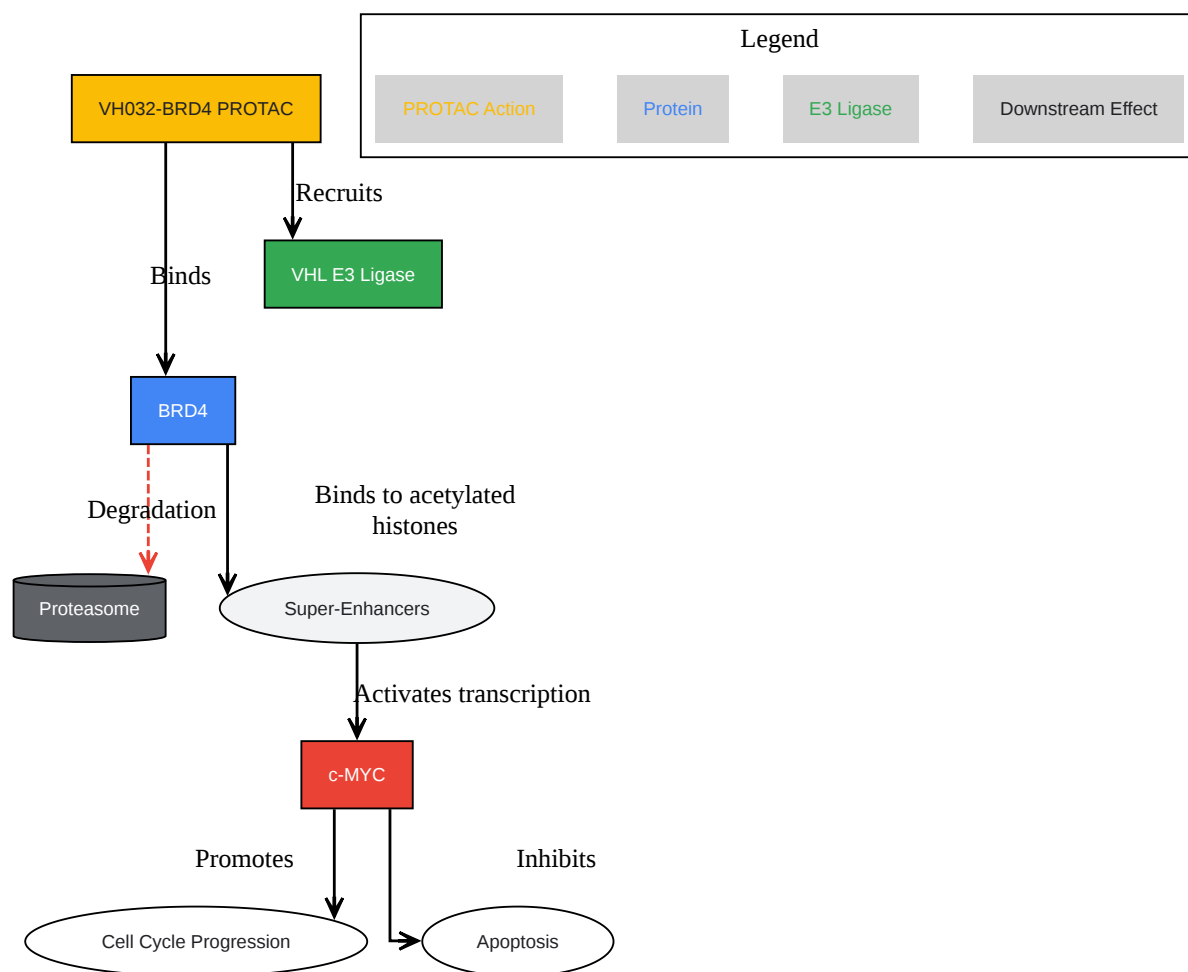 Legend
VH032-BRD4 PROTAC
PROTAC Action
Protein
E3 Ligase
Downstream Effect
Recruits
VHL E3 Ligase
Binds
BRD4
Degradation
Binds to acetylated
histones
Proteasome
Super-Enhancers
Activates transcription
c-MYC
Promotes
Inhibits
Cell Cycle Progression
Apoptosis